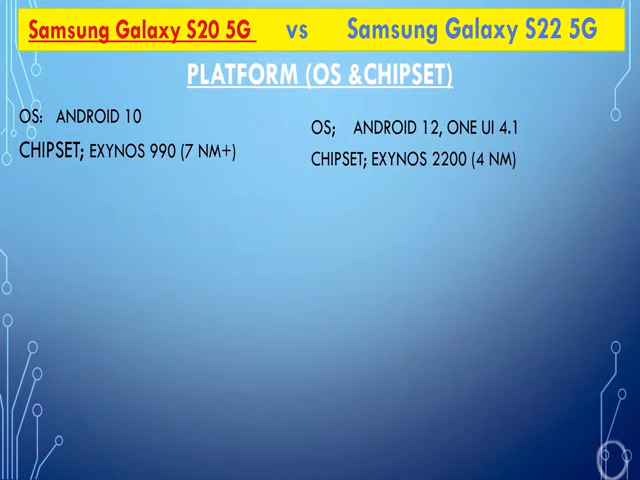 Samsung Galaxy S20 5G vs Samsung Galaxy S22 5G
PLATFORM (OS &CHIPSET)
OS: ANDROID 10
CHIPSET; EXYNOS 990 (7 NM+)
OS; ANDROID 12, ONE UI 4.1
CHIPSET; EXYNOS 2200 (4 NM)